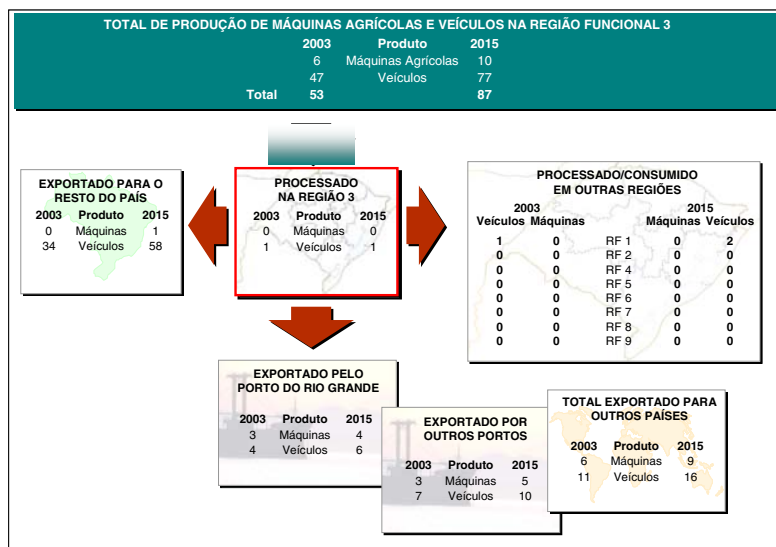 TOTAL DE PRODUÇÃO DE MÁQUINAS AGRÍCOLAS E VEÍCULOS NA REGIÃO FUNCIONAL 3
2003 Produto 2015
6 Máquinas Agrícolas 10
47 Veículos 77
Total 53 87
EXPORTADO PARA O
RESTO DO PAÍS
2003 Produto 2015
0 Máquinas 1
34 Veículos 58
PROCESSADO
NA REGIÃO 3
2003 Produto 2015
0 Máquinas 0
1 Veículos 1
PROCESSADO/CONSUMIDO
EM OUTRAS REGIÕES
2003 2015
Veículos Máquinas Máquinas Veículos
1 0 RF 1 0 2
0 0 RF 2 0 0
0 0 RF 4 0 0
0 0 RF 5 0 0
0 0 RF 6 0 0
0 0 RF 7 0 0
0 0 RF 8 0 0
0 0 RF 9 0 0
EXPORTADO PELO
PORTO DO RIO GRANDE
2003 Produto 2015
3 Máquinas 4
4 Veículos 6
EXPORTADO POR
OUTROS PORTOS
2003 Produto 2015
3 Máquinas 5
7 Veículos 10
TOTAL EXPORTADO PARA
OUTROS PAÍSES
2003 Produto 2015
6 Máquinas 9
11 Veículos 16